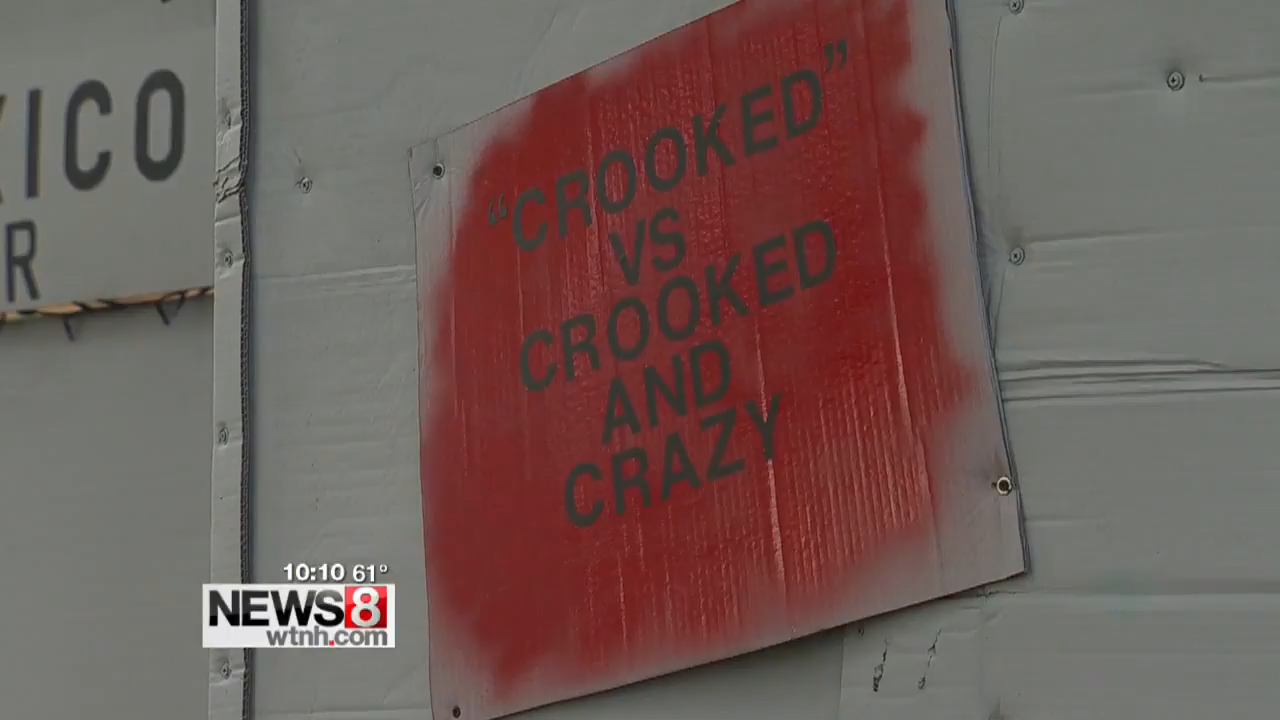 XICO
R
“CROOKED”
VS
CROOKED
AND
CRAZY
10:10 61°
NEWS8
wtnh.com